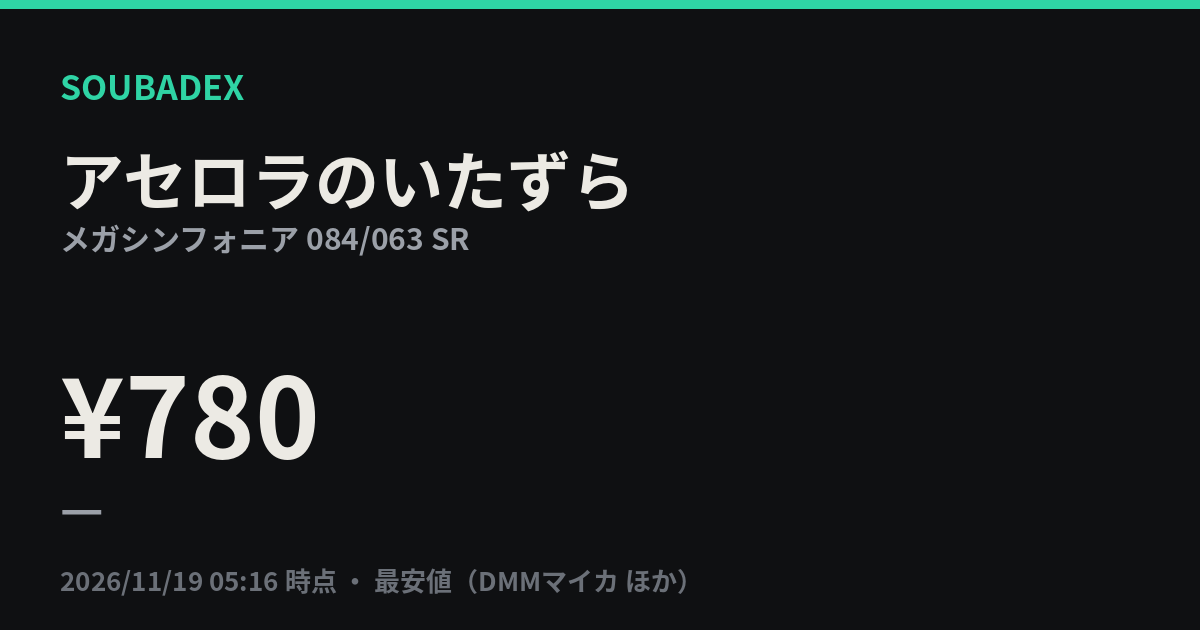 SOUBADEX
アセロラのいたずら
メガシンフォニア 084/063 SR
¥780
—
2026/11/19 05:16 時点 ・ 最安値（DMMマイカ ほか）